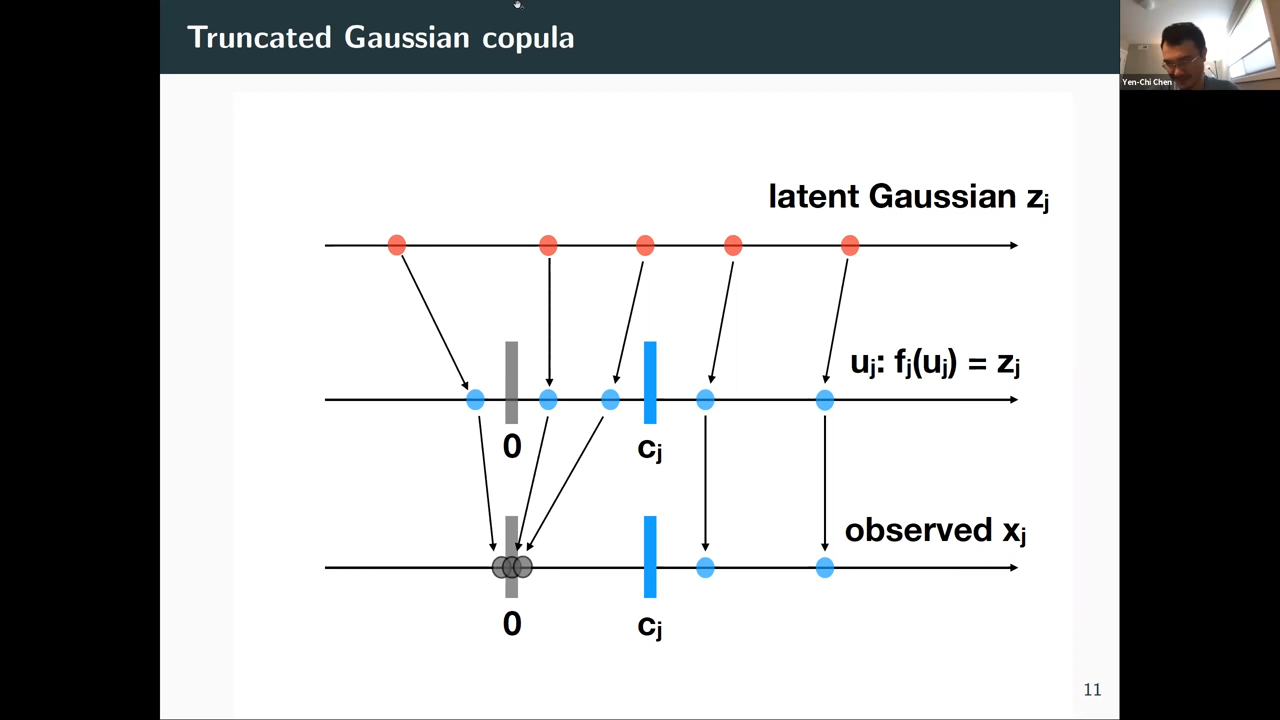 Truncated Gaussian copula
Yen-Chi Chen
latent Gaussian zj
uj: fj(uj) = zj
0
cj
observed xj
0
cj
11